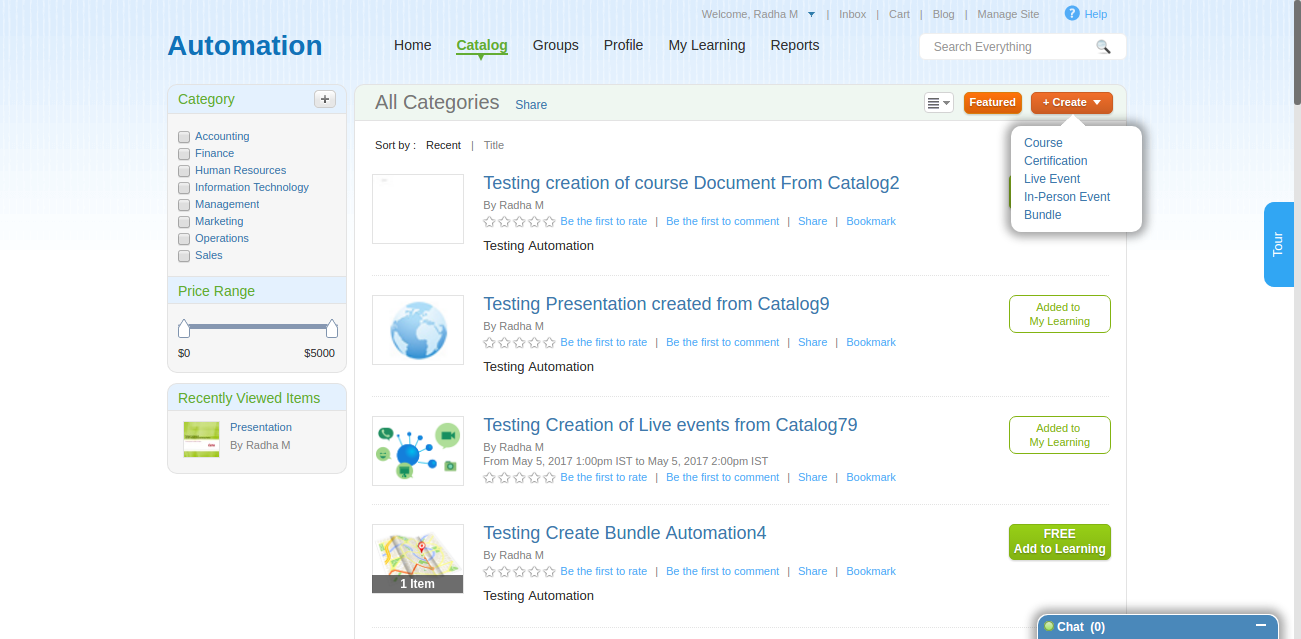 Welcome, Radha M | Inbox | Cart | Blog | Manage Site ? Help
Automation
Home Catalog Groups Profile My Learning Reports
Search Everything
Category +
Accounting
Finance
Human Resources
Information Technology
Management
Marketing
Operations
Sales
Price Range
$0 $5000
Recently Viewed Items
Presentation
By Radha M
All Categories Share
Featured
+ Create
Course
Certification
Live Event
In-Person Event
Bundle
Sort by : Recent | Title
Testing creation of course Document From Catalog2
By Radha M
Be the first to rate | Be the first to comment | Share | Bookmark
Testing Automation
Testing Presentation created from Catalog9
By Radha M
Be the first to rate | Be the first to comment | Share | Bookmark
Testing Automation
Added to
My Learning
Testing Creation of Live events from Catalog79
By Radha M
From May 5, 2017 1:00pm IST to May 5, 2017 2:00pm IST
Be the first to rate | Be the first to comment | Share | Bookmark
Added to
My Learning
1 Item
Testing Create Bundle Automation4
By Radha M
Be the first to rate | Be the first to comment | Share | Bookmark
Testing Automation
FREE
Add to Learning
Tour
Chat (0)